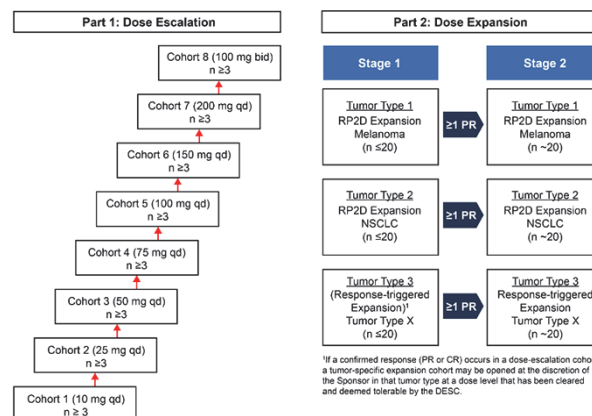 Part 1: Dose Escalation
Cohort 8 (100 mg bid)
n ≥3
Cohort 7 (200 mg qd)
n ≥3
Cohort 6 (150 mg qd)
n ≥3
Cohort 5 (100 mg qd)
n ≥3
Cohort 4 (75 mg qd)
n ≥3
Cohort 3 (50 mg qd)
n ≥3
Cohort 2 (25 mg qd)
n ≥3
Cohort 1 (10 mg qd)
n ≥ 3
Part 2: Dose Expansion
Stage 1
Stage 2
Tumor Type 1
RP2D Expansion
Melanoma
(n ≤20)
≥1 PR
Tumor Type 1
RP2D Expansion
Melanoma
(n ~20)
Tumor Type 2
RP2D Expansion
NSCLC
(n ≤20)
≥1 PR
Tumor Type 2
RP2D Expansion
NSCLC
(n ~20)
Tumor Type 3
(Response-triggered
Expansion)¹
Tumor Type X
(n ≤20)
≥1 PR
Tumor Type 3
Response-triggered
Expansion
Tumor Type X
(n ~20)
¹If a confirmed response (PR or CR) occurs in a dose-escalation coho
a tumor-specific expansion cohort may be opened at the discretion of
the Sponsor in that tumor type at a dose level that has been cleared
and deemed tolerable by the DESC.